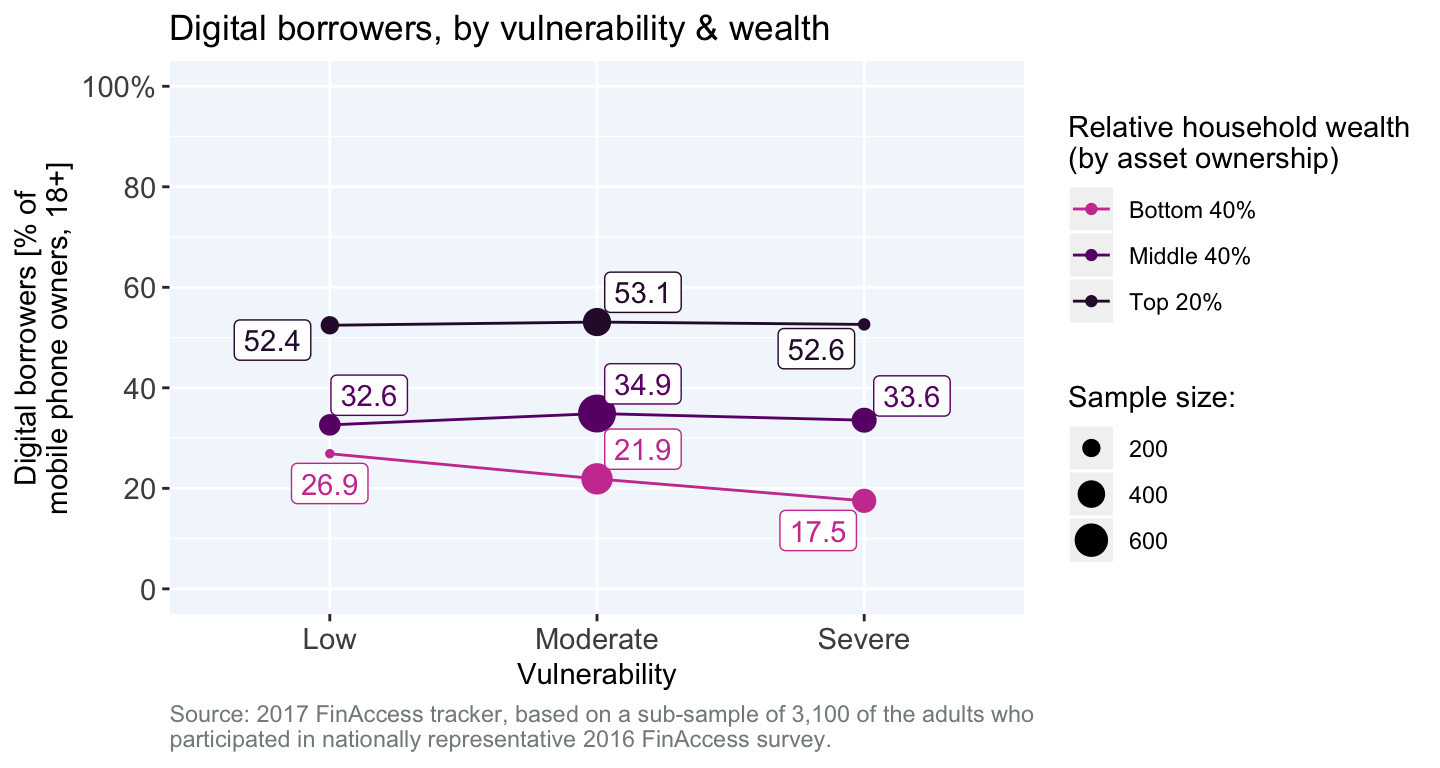 Digital borrowers, by vulnerability & wealth
Digital borrowers [% of
mobile phone owners, 18+]
100%
80
60
40
20
0
52.4
53.1
52.6
32.6
34.9
33.6
26.9
21.9
17.5
Low
Moderate
Severe
Vulnerability
Relative household wealth
(by asset ownership)
Bottom 40%
Middle 40%
Top 20%
Sample size:
200
400
600
Source: 2017 FinAccess tracker, based on a sub-sample of 3,100 of the adults who
participated in nationally representative 2016 FinAccess survey.